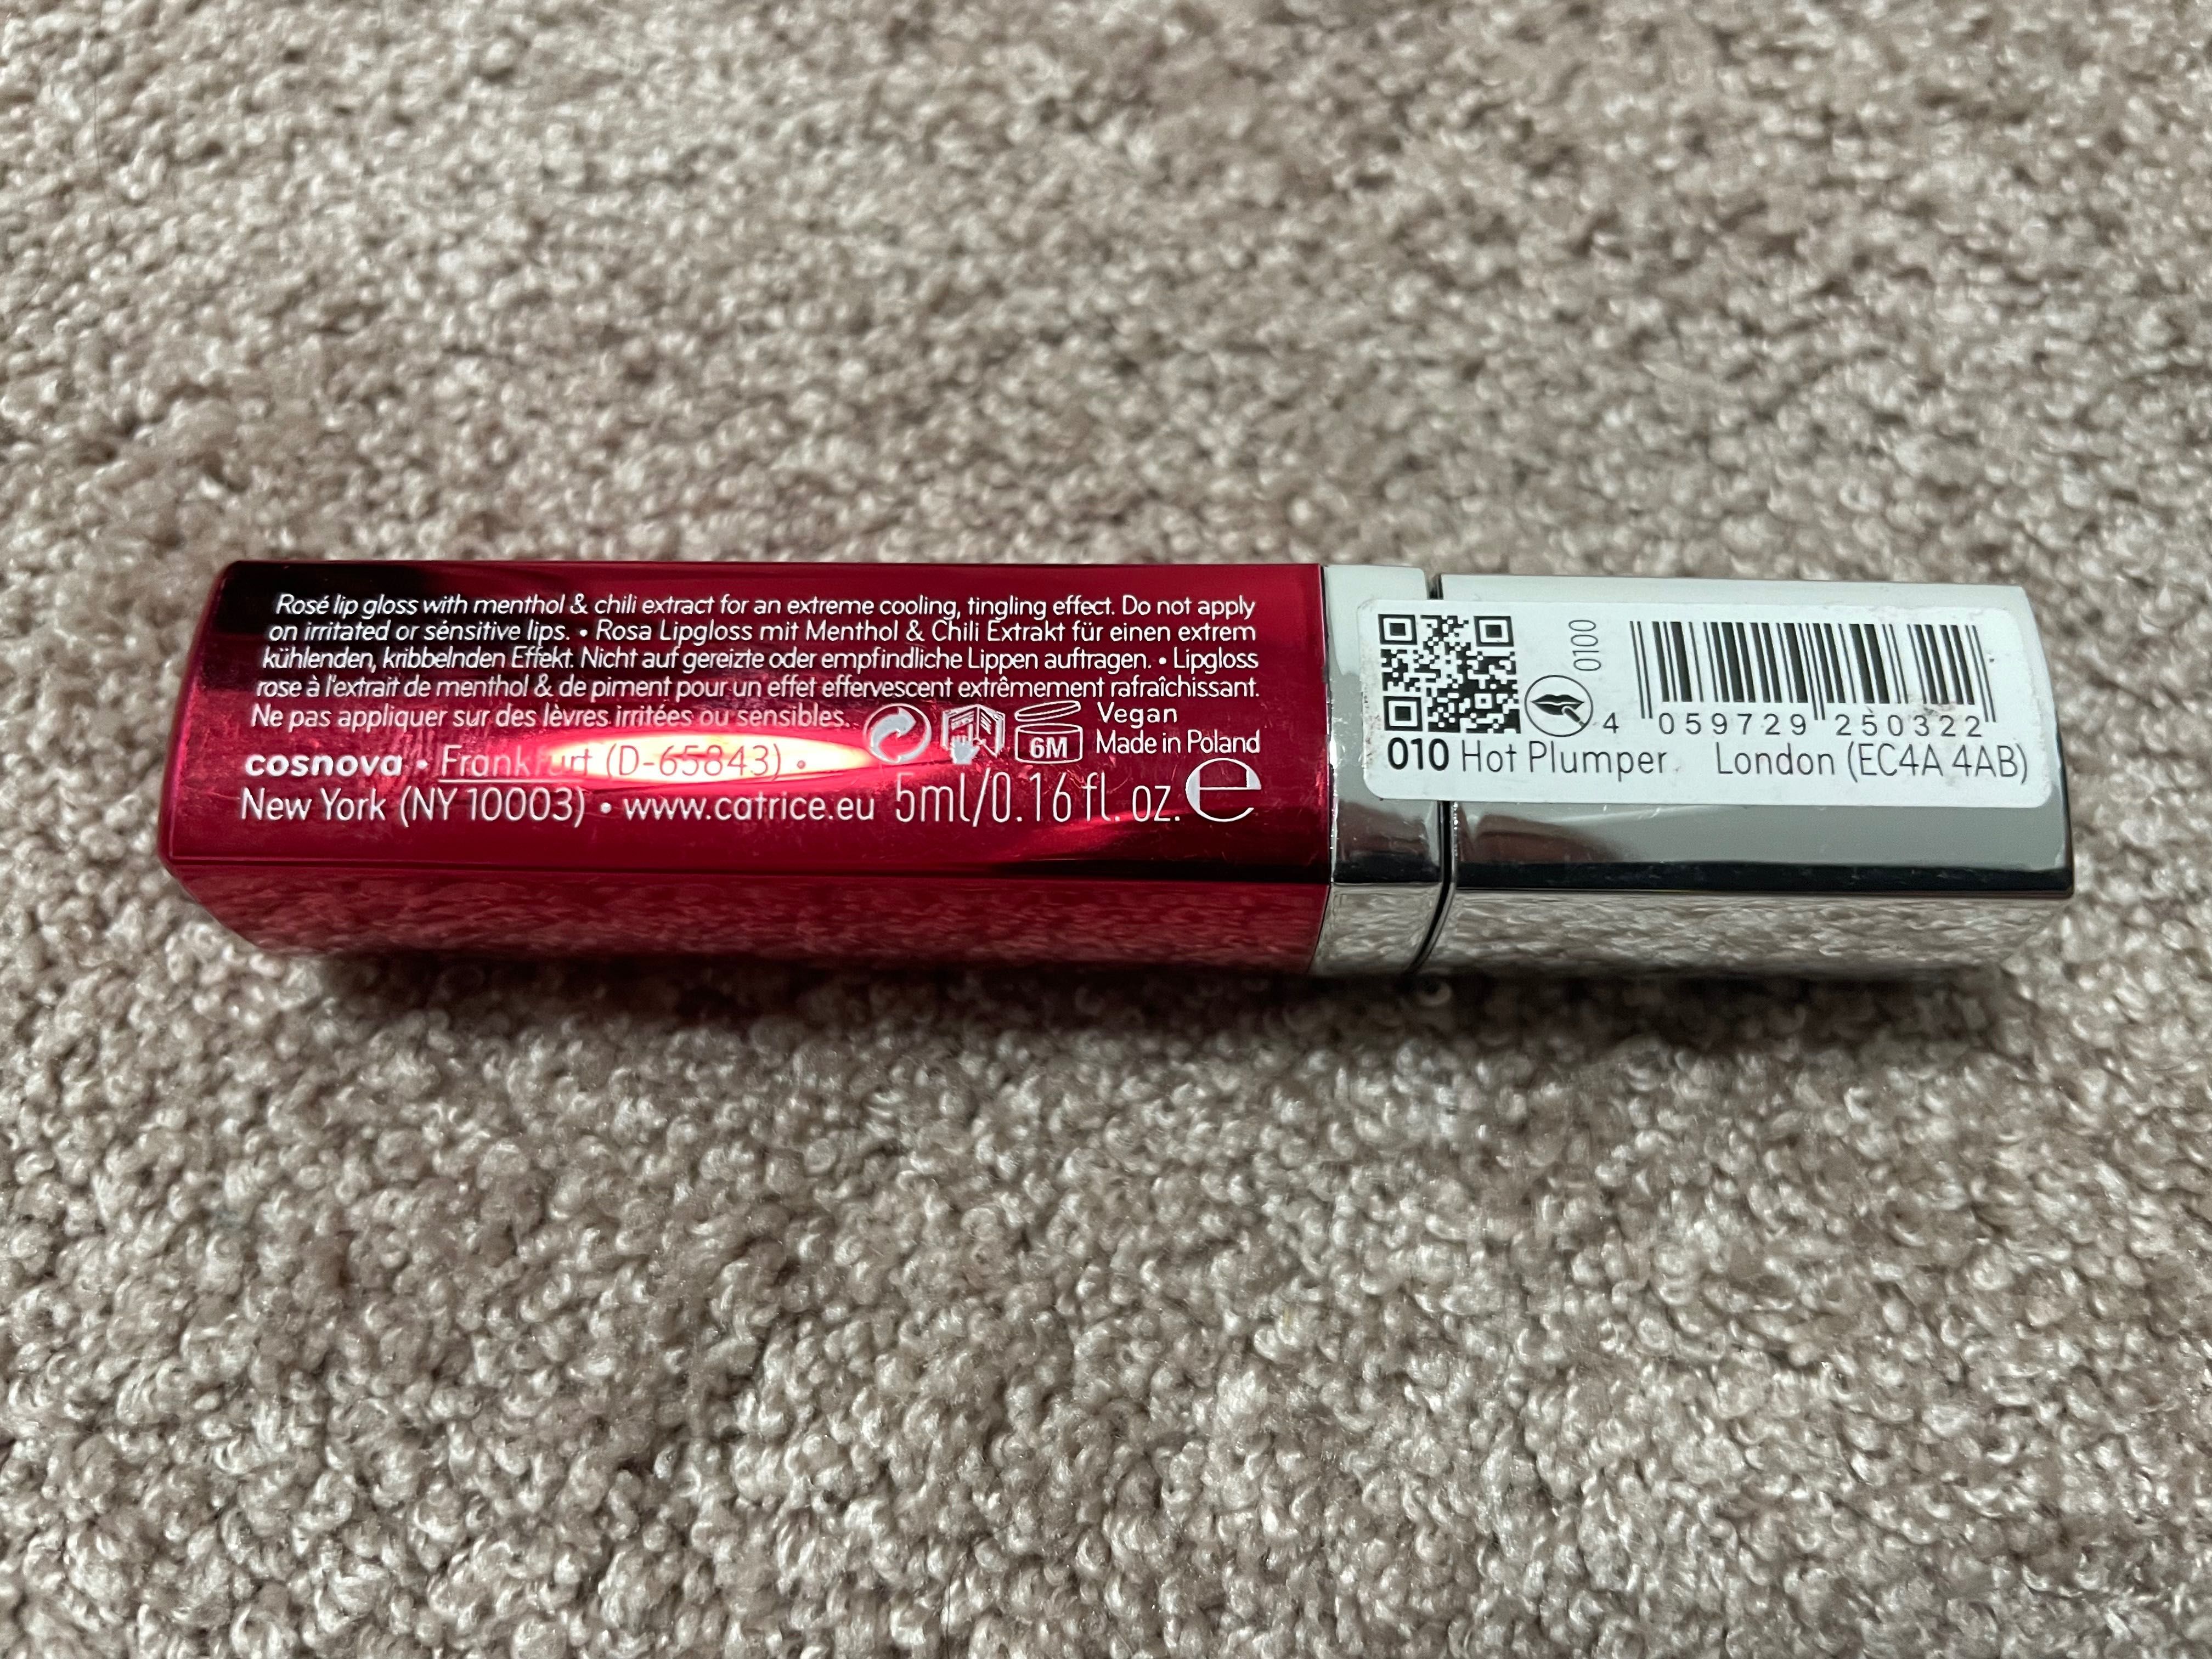 Rosé lip gloss with menthol & chili extract for an extreme cooling, tingling effect. Do not apply
on irritated or sensitive lips. • Rosa Lipgloss mit Menthol & Chili Extrakt für einen extrem
kühlenden, kribbelnden Effekt. Nicht auf gereizte oder empfindliche Lippen auftragen. • Lipgloss
rose à l'extrait de menthol & de piment pour un effet effervescent extrêmement rafraîchissant.
Ne pas appliquer sur des lèvres irritées ou sensibles.
6M
Vegan
Made in Poland
cosnova • Frankfurt (D-65843) •
New York (NY 10003) • www.catrice.eu
5ml/0.16 fl. oz. e
0100
4 059729 250322
010 Hot Plumper London (EC4A 4AB)